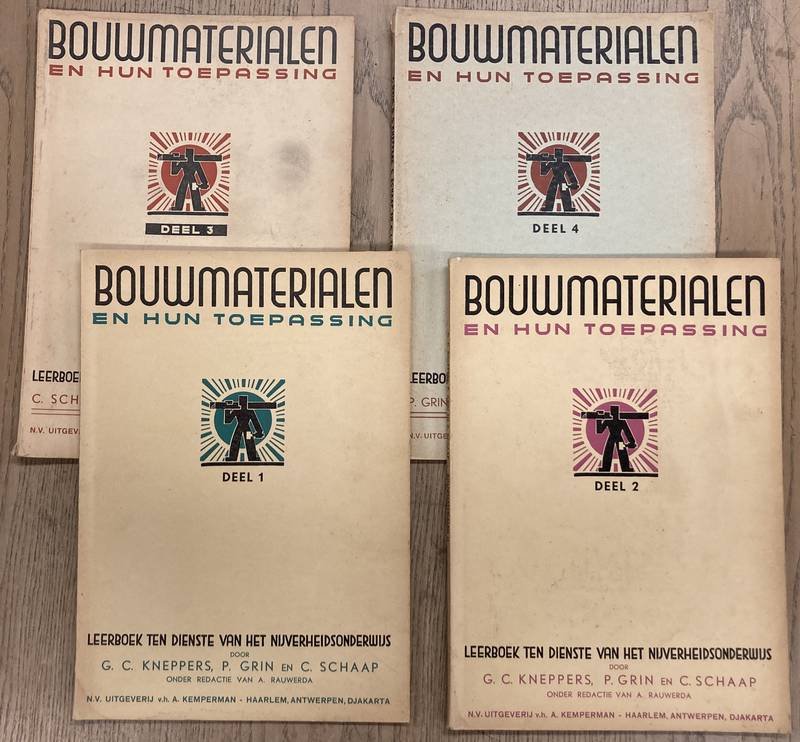 BOUWMATERIALEN
EN HUN TOEPASSING
DEEL 3
LEERBOEK
C. SCH
N.V. UITGEV
BOUWMATERIALEN
EN HUN TOEPASSING
DEEL 4
LEERBO
P. GRIN
N.V. UITGE
BOUWMATERIALEN
EN HUN TOEPASSING
DEEL 1
LEERBOEK TEN DIENSTE VAN HET NIJVERHEIDSONDERWIJS
DOOR
G. C. KNEPPERS, P. GRIN EN C. SCHAAP
ONDER REDACTIE VAN A. RAUWERDA
N.V. UITGEVERIJ v.h. A. KEMPERMAN - HAARLEM, ANTWERPEN, DJAKARTA
BOUWMATERIALEN
EN HUN TOEPASSING
DEEL 2
LEERBOEK TEN DIENSTE VAN HET NIJVERHEIDSONDERWIJS
DOOR
G. C. KNEPPERS, P. GRIN EN C. SCHAAP
ONDER REDACTIE VAN A. RAUWERDA
N.V. UITGEVERIJ v.h. A. KEMPERMAN - HAARLEM, ANTWERPEN, DJAKARTA